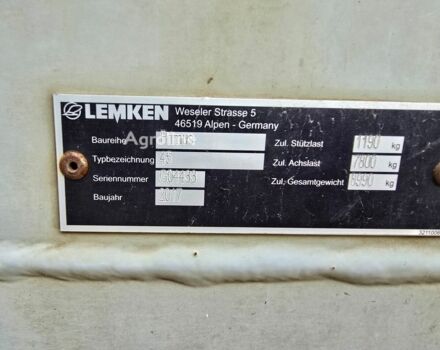 LEMKEN Weseler Strasse 5
46519 Alpen - Germany
Baureihe Zul. Stützlast 1190 kg
Typbezeichnung 45 Zul. Achslast 7800 kg
Seriennummer Zul. Gesamtgewicht 8990 kg
Baujahr 2017